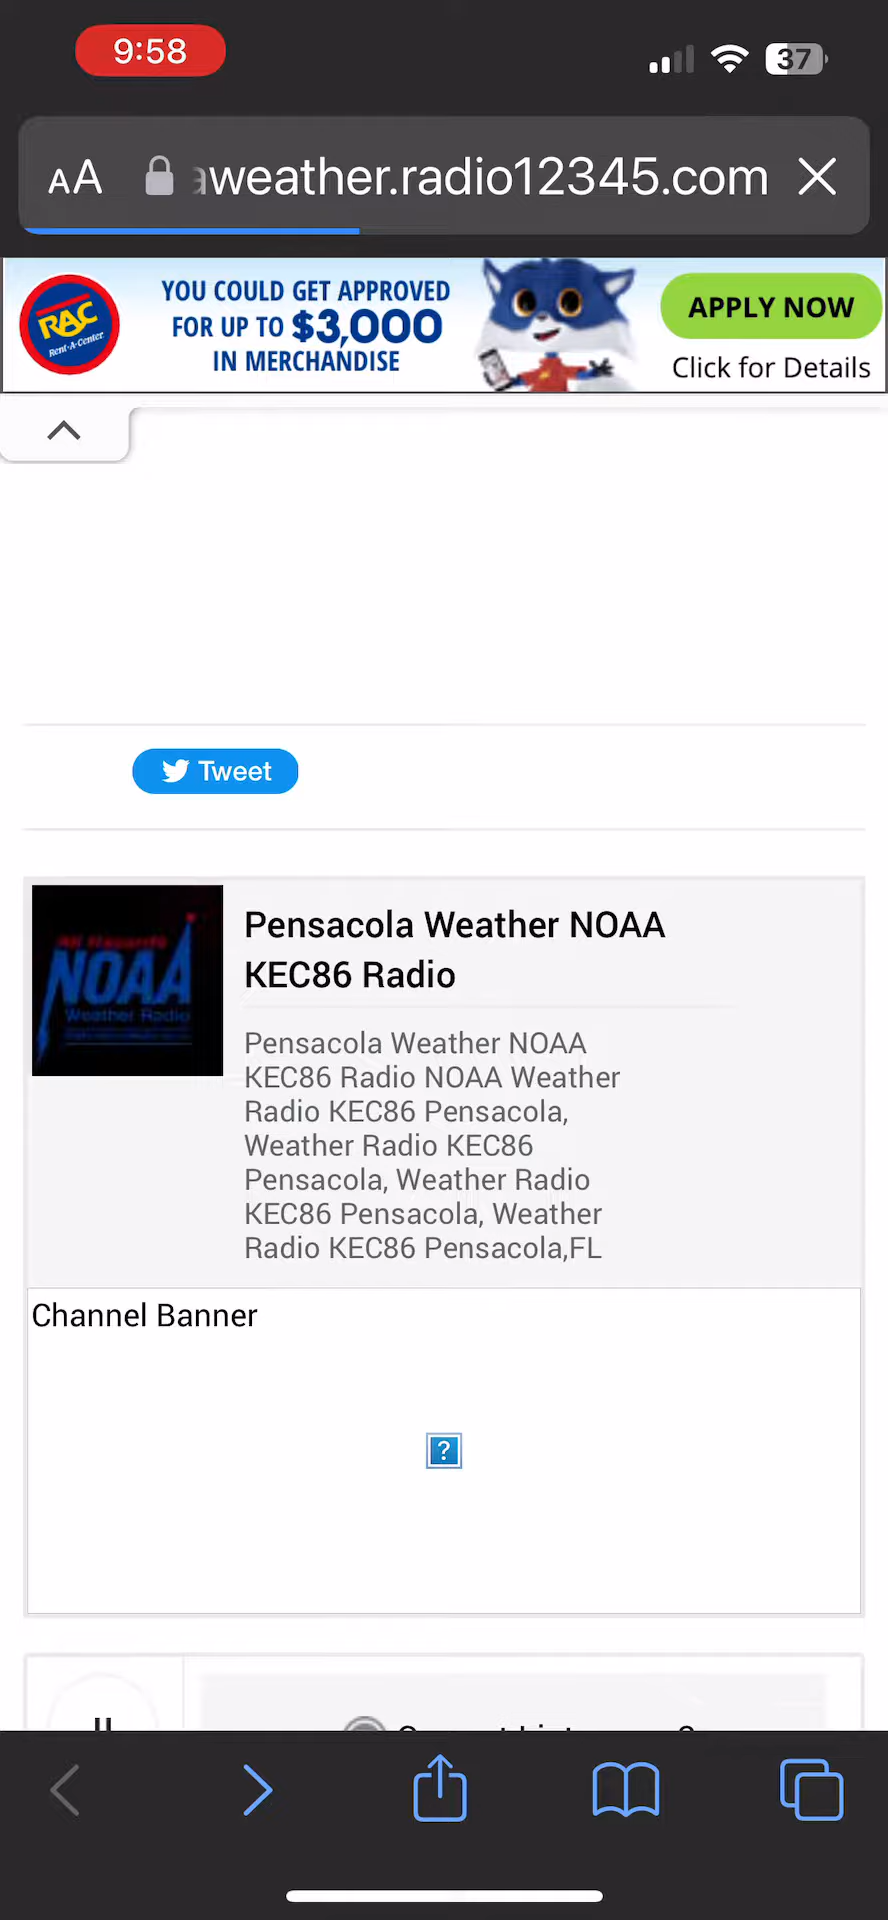 9:58
37
AA
weather.radio12345.com
RAC
Rent-A-Center
YOU COULD GET APPROVED
FOR UP TO $3,000
IN MERCHANDISE
APPLY NOW
Click for Details
Tweet
All Hazards
NOAA
Weather Radio
Pensacola Weather NOAA
KEC86 Radio
Pensacola Weather NOAA
KEC86 Radio NOAA Weather
Radio KEC86 Pensacola,
Weather Radio KEC86
Pensacola, Weather Radio
KEC86 Pensacola, Weather
Radio KEC86 Pensacola,FL
Channel Banner
?